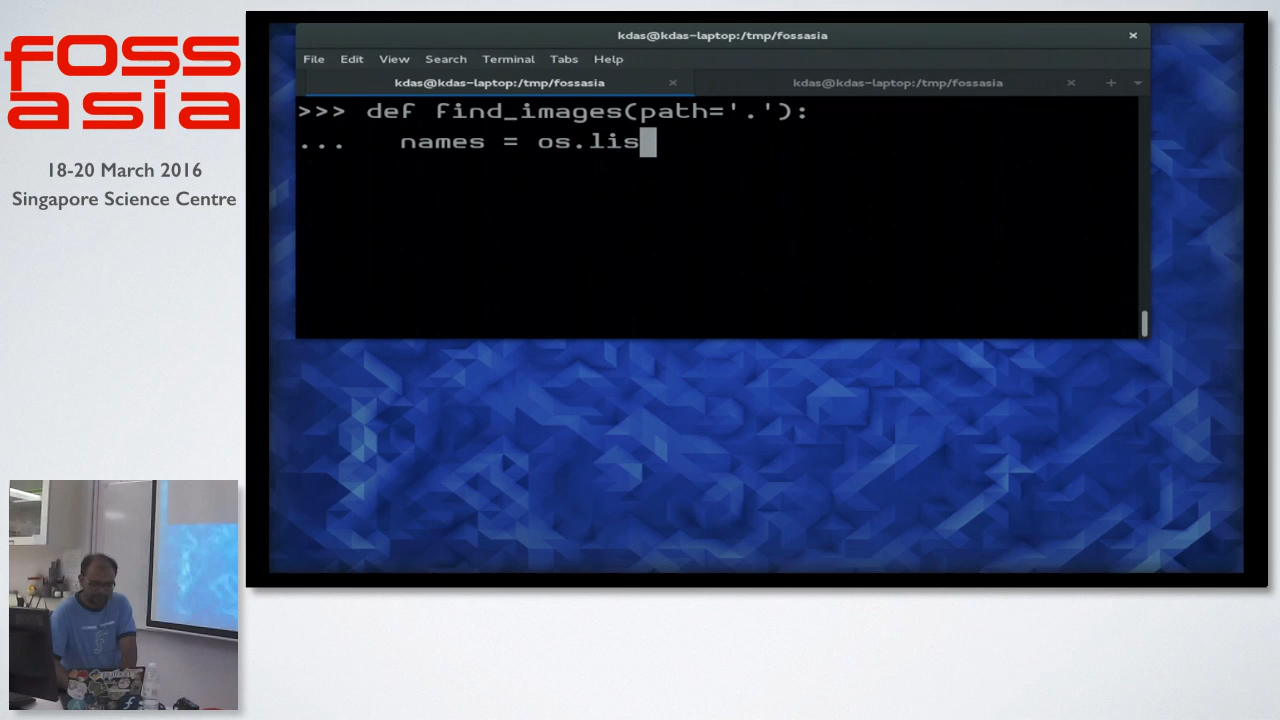 foss
asia
18-20 March 2016
Singapore Science Centre
kdas@kdas-laptop:/tmp/fossasia
File Edit View Search Terminal Tabs Help
kdas@kdas-laptop:/tmp/fossasia kdas@kdas-laptop:/tmp/fossasia
>>> def find_images(path='.'):
... names = os.lis
python